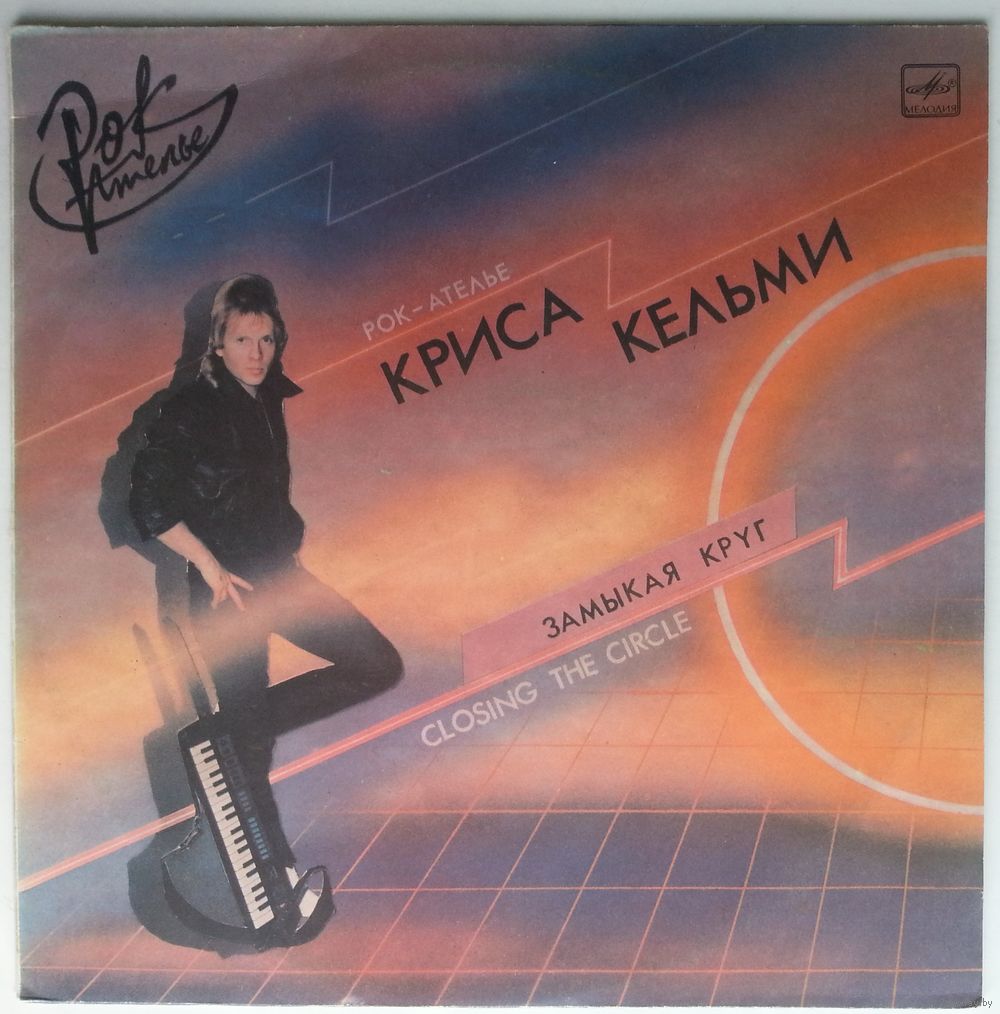 Рок
Ателье
МЕЛОДИЯ
РОК-АТЕЛЬЕ
КРИСА КЕЛЬМИ
ЗАМЫКАЯ КРУГ
CLOSING THE CIRCLE